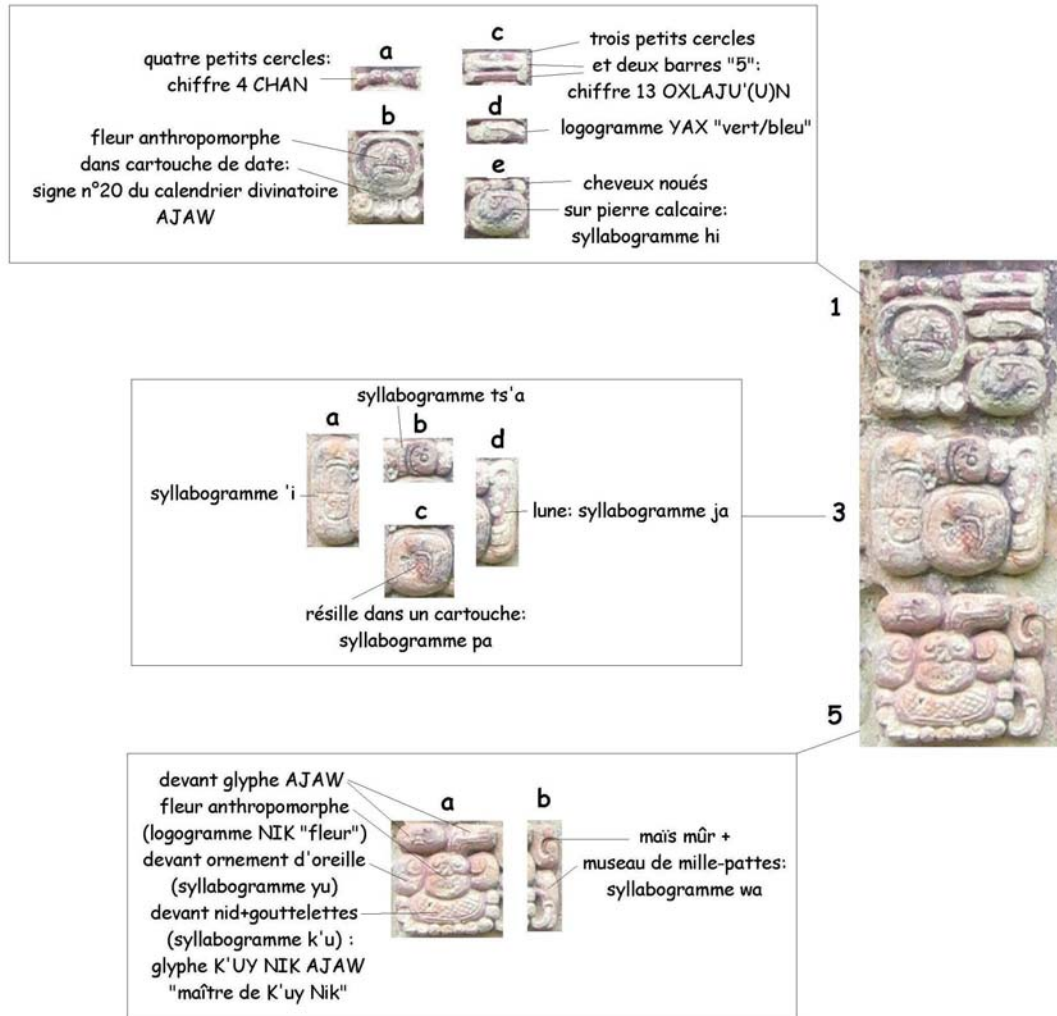 quatre petits cercles:
chiffre 4 CHAN
a
b
fleur anthropomorphe
dans cartouche de date:
signe n°20 du calendrier divinatoire
AJAW
c
trois petits cercles
et deux barres "5":
chiffre 13 OXLAJU'(U)N
d
logogramme YAX "vert/bleu"
e
cheveux noués
sur pierre calcaire:
syllabogramme hi
1
syllabogramme ts'a
a
b
d
syllabogramme 'i
c
lune: syllabogramme ja
résille dans un cartouche:
syllabogramme pa
3
5
devant glyphe AJAW
fleur anthropomorphe
(logogramme NIK "fleur")
devant ornement d'oreille
(syllabogramme yu)
devant nid+gouttelettes
(syllabogramme k'u) :
glyphe K'UY NIK AJAW
"maître de K'uy Nik"
a
b
maïs mûr +
museau de mille-pattes:
syllabogramme wa